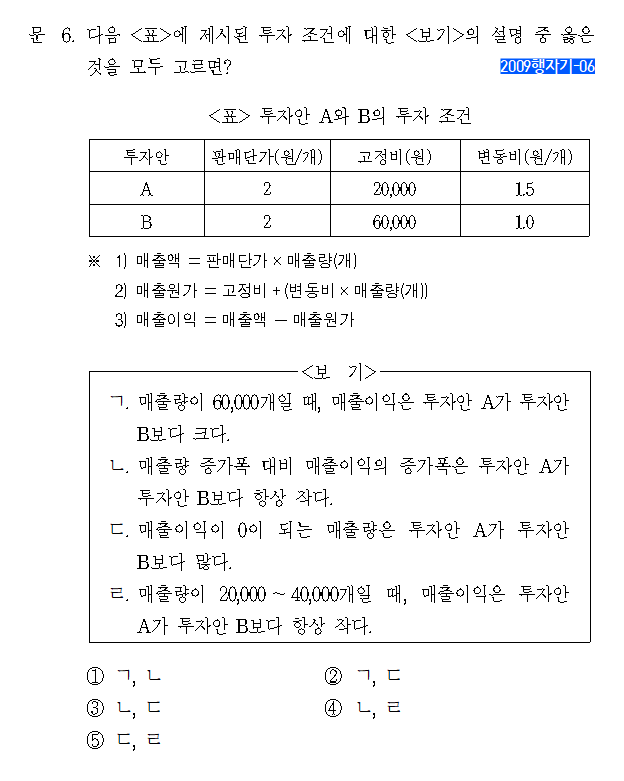 문 6. 다음 <표>에 제시된 투자 조건에 대한 <보기>의 설명 중 옳은
것을 모두 고르면?
2009행자기-06
<표> 투자안 A와 B의 투자 조건
투자안 판매단가(원/개) 고정비(원) 변동비(원/개)
A 2 20,000 1.5
B 2 60,000 1.0
※ 1) 매출액 = 판매단가 × 매출량(개)
2) 매출원가 = 고정비 + (변동비 × 매출량(개))
3) 매출이익 = 매출액 − 매출원가
<보 기>
ㄱ. 매출량이 60,000개일 때, 매출이익은 투자안 A가 투자안
B보다 크다.
ㄴ. 매출량 증가폭 대비 매출이익의 증가폭은 투자안 A가
투자안 B보다 항상 작다.
ㄷ. 매출이익이 0이 되는 매출량은 투자안 A가 투자안
B보다 많다.
ㄹ. 매출량이 20,000 ~ 40,000개일 때, 매출이익은 투자안
A가 투자안 B보다 항상 작다.
① ㄱ, ㄴ ② ㄱ, ㄷ
③ ㄴ, ㄷ ④ ㄴ, ㄹ
⑤ ㄷ, ㄹ